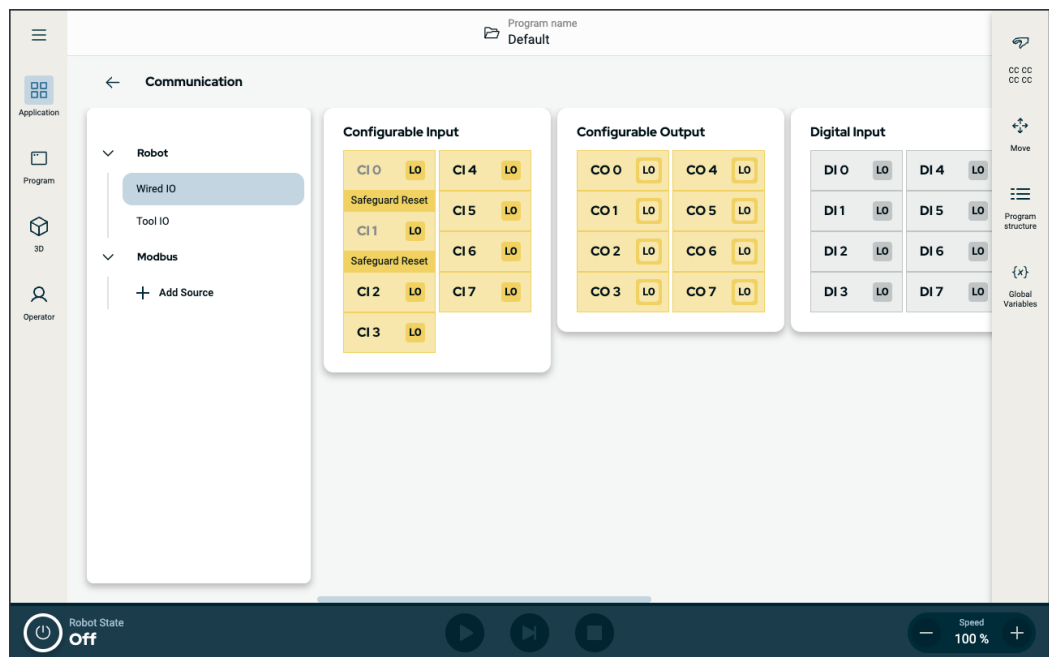 Program name
Default
Application
Program
3D
Operator
Communication
Robot
Wired IO
Tool IO
Modbus
Add Source
Configurable Input
CI 0 LO
Safeguard Reset
CI 1 LO
Safeguard Reset
CI 2 LO
CI 3 LO
CI 4 LO
CI 5 LO
CI 6 LO
CI 7 LO
Configurable Output
CO 0 LO
CO 1 LO
CO 2 LO
CO 3 LO
CO 4 LO
CO 5 LO
CO 6 LO
CO 7 LO
Digital Input
DI 0 LO
DI 1 LO
DI 2 LO
DI 3 LO
DI 4 LO
DI 5 LO
DI 6 LO
DI 7 LO
CC CC
CC CC
Move
Program
structure
{x}
Global
Variables
Robot State
Off
Speed
100 %